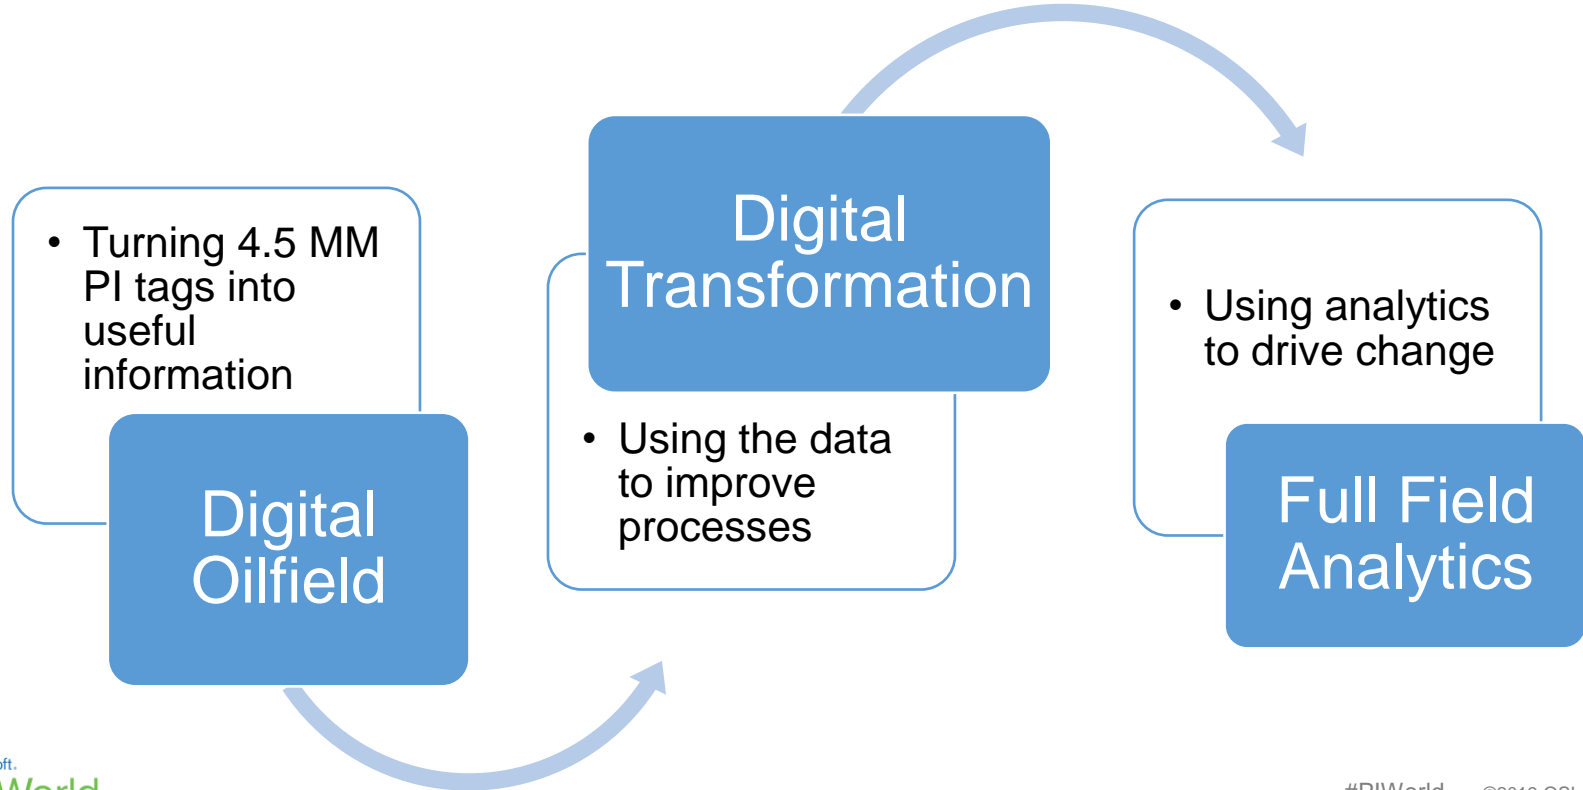 • Turning 4.5 MM
PI tags into
useful
information
Digital
Oilfield
Digital
Transformation
• Using the data
to improve
processes
• Using analytics
to drive change
Full Field
Analytics